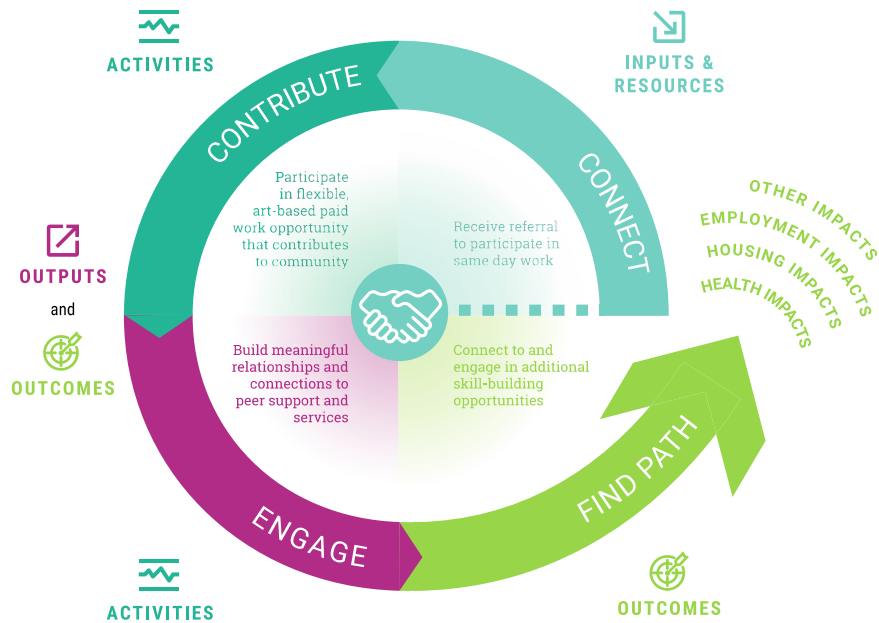 ACTIVITIES
INPUTS &
RESOURCES
CONTRIBUTE
CONNECT
Participate
in flexible,
art-based paid
work opportunity
that contributes
to community
Receive referral
to participate in
same day work
OTHER IMPACTS
EMPLOYMENT IMPACTS
HOUSING IMPACTS
HEALTH IMPACTS
OUTPUTS
and
OUTCOMES
Build meaningful
relationships and
connections to
peer support and
services
Connect to and
engage in additional
skill-building
opportunities
ENGAGE
FIND PATH
ACTIVITIES
OUTCOMES